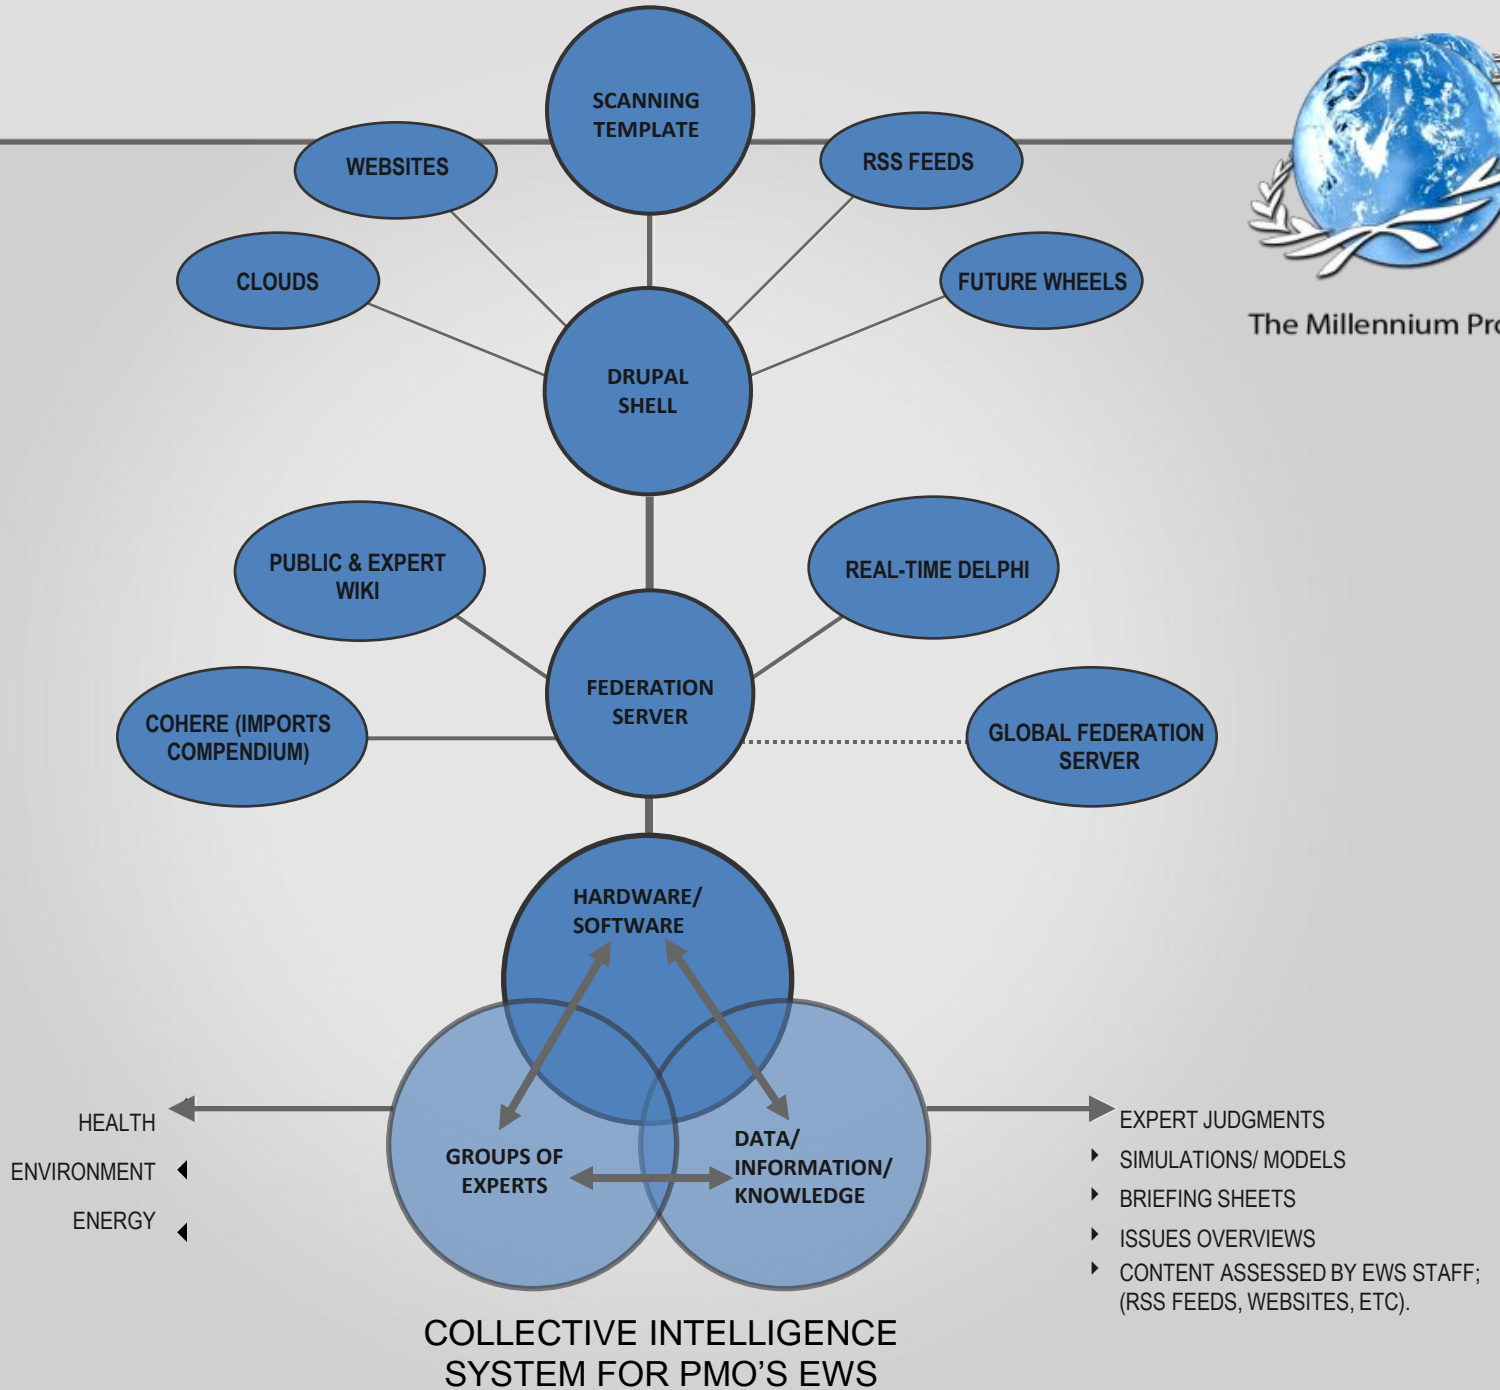 SCANNING
TEMPLATE
WEBSITES
RSS FEEDS
CLOUDS
FUTURE WHEELS
The Millennium
DRUPAL
SHELL
PUBLIC & EXPERT
WIKI
REAL-TIME DELPHI
FEDERATION
SERVER
COHERE (IMPORTS
COMPENDIUM)
GLOBAL FEDERATION
SERVER
HARDWARE/
SOFTWARE
GROUPS OF
EXPERTS
DATA/
INFORMATION/
KNOWLEDGE
HEALTH
ENVIRONMENT
ENERGY
EXPERT JUDGMENTS
SIMULATIONS/ MODELS
BRIEFING SHEETS
ISSUES OVERVIEWS
CONTENT ASSESSED BY EWS STAFF;
(RSS FEEDS, WEBSITES, ETC).
COLLECTIVE INTELLIGENCE
SYSTEM FOR PMO'S EWS